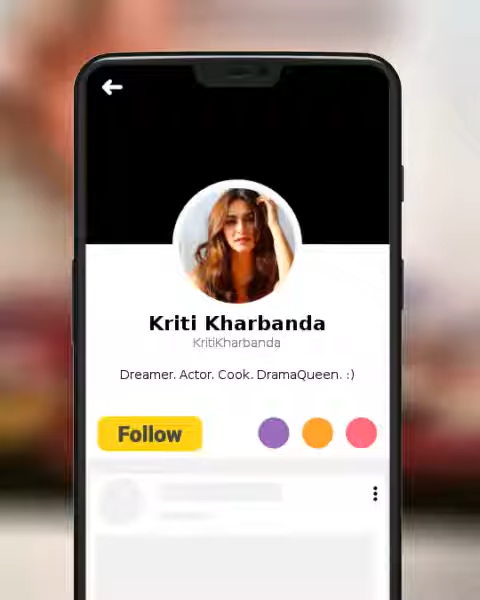 Kriti Kharbanda
KritiKharbanda
Dreamer. Actor. Cook. DramaQueen. :)
Follow